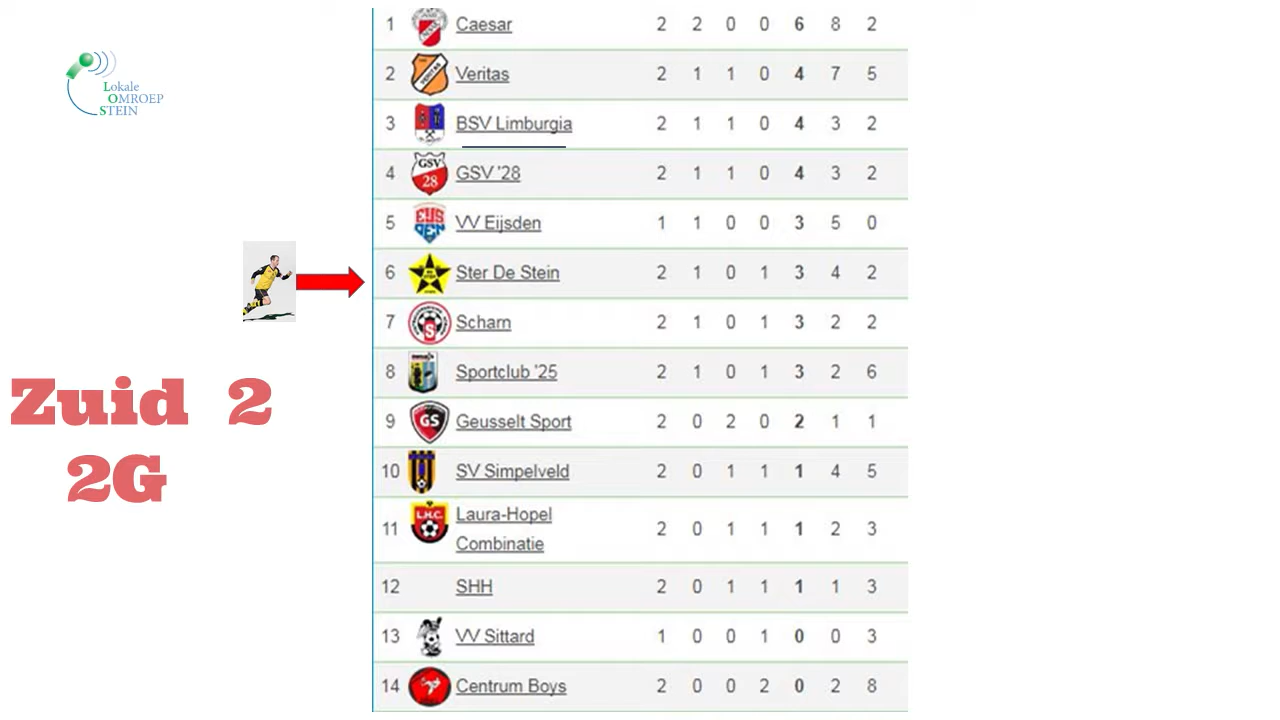 Lokale
OMROEP
STEIN
Zuid 2
2G
1 Caesar 2 2 0 0 6 8 2
2 Veritas 2 1 1 0 4 7 5
3 BSV Limburgia 2 1 1 0 4 3 2
4 GSV '28 2 1 1 0 4 3 2
5 VV Eijsden 1 1 0 0 3 5 0
6 Ster De Stein 2 1 0 1 3 4 2
7 Scharn 2 1 0 1 3 2 2
8 Sportclub '25 2 1 0 1 3 2 6
9 Geusselt Sport 2 0 2 0 2 1 1
10 SV Simpelveld 2 0 1 1 1 4 5
11 Laura-Hopel 2 0 1 1 1 2 3
Combinatie
12 SHH 2 0 1 1 1 1 3
13 VV Sittard 1 0 0 1 0 0 3
14 Centrum Boys 2 0 0 2 0 2 8
VERITAS
GSV
28
EIJS
DEN
S
GS
L.H.C.